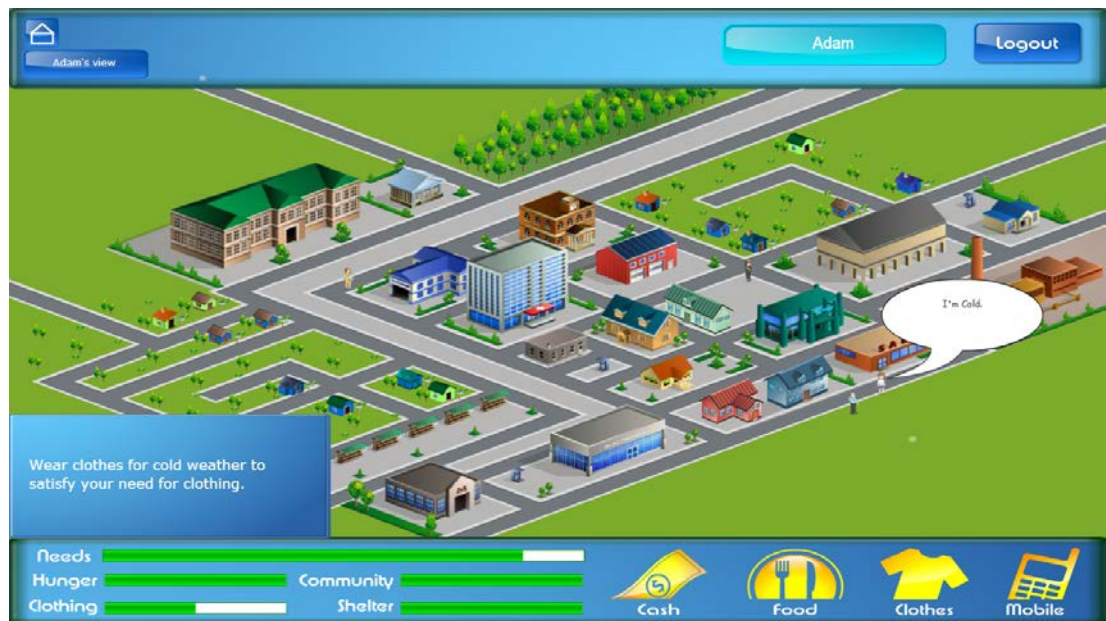 Adam's view
Adam
Logout
I'm Cold.
Wear clothes for cold weather to
satisfy your need for clothing.
Needs
Hunger
Community
Clothing
Shelter
Cash
Food
Clothes
Mobile